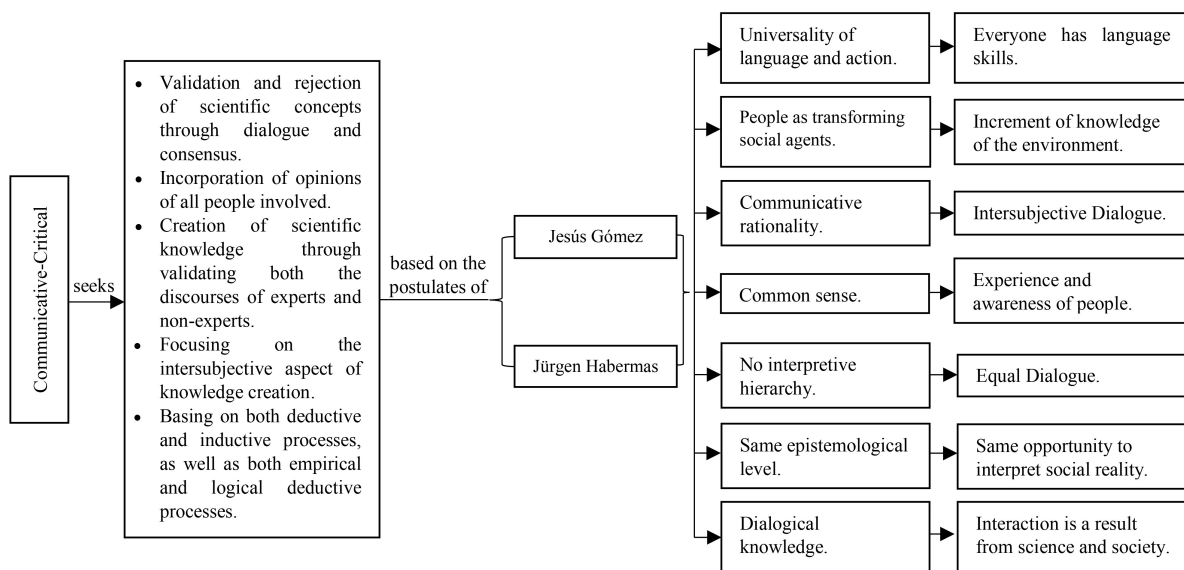 Communicative-Critical
seeks
• Validation and rejection
of scientific concepts
through dialogue and
consensus.
• Incorporation of opinions
of all people involved.
• Creation of scientific
knowledge through
validating both the
discourses of experts and
non-experts.
• Focusing on the
intersubjective aspect of
knowledge creation.
• Basing on both deductive
and inductive processes,
as well as both empirical
and logical deductive
processes.
based on the
postulates of
Jesús Gómez
Jürgen Habermas
Universality of
language and action.
Everyone has language
skills.
People as transforming
social agents.
Increment of knowledge
of the environment.
Communicative
rationality.
Intersubjective Dialogue.
Common sense.
Experience and
awareness of people.
No interpretive
hierarchy.
Equal Dialogue.
Same epistemological
level.
Same opportunity to
interpret social reality.
Dialogical
knowledge.
Interaction is a result
from science and society.